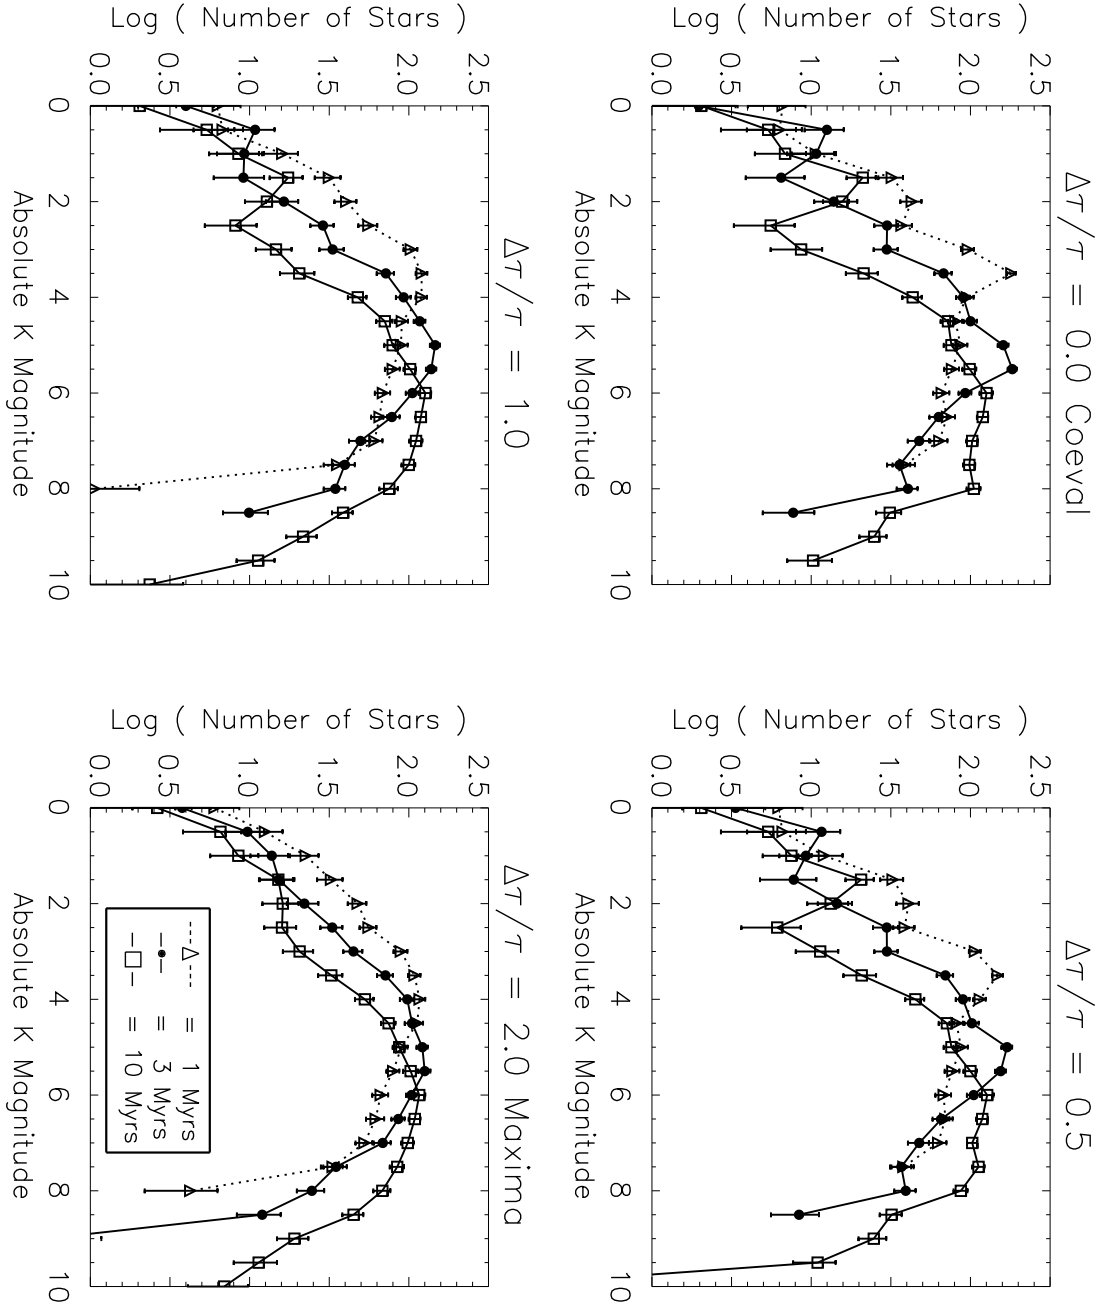 Δτ/τ = 0.0 Coeval
Log ( Number of Stars )
2.5
2.0
1.5
1.0
0.5
0.0
0 2 4 6 8 10
Absolute K Magnitude
Δτ/τ = 0.5
Log ( Number of Stars )
2.5
2.0
1.5
1.0
0.5
0.0
0 2 4 6 8 10
Absolute K Magnitude
Δτ/τ = 1.0
Log ( Number of Stars )
2.5
2.0
1.5
1.0
0.5
0.0
0 2 4 6 8 10
Absolute K Magnitude
Δτ/τ = 2.0 Maxima
Log ( Number of Stars )
2.5
2.0
1.5
1.0
0.5
0.0
0 2 4 6 8 10
Absolute K Magnitude
= 1 Myrs
= 3 Myrs
= 10 Myrs